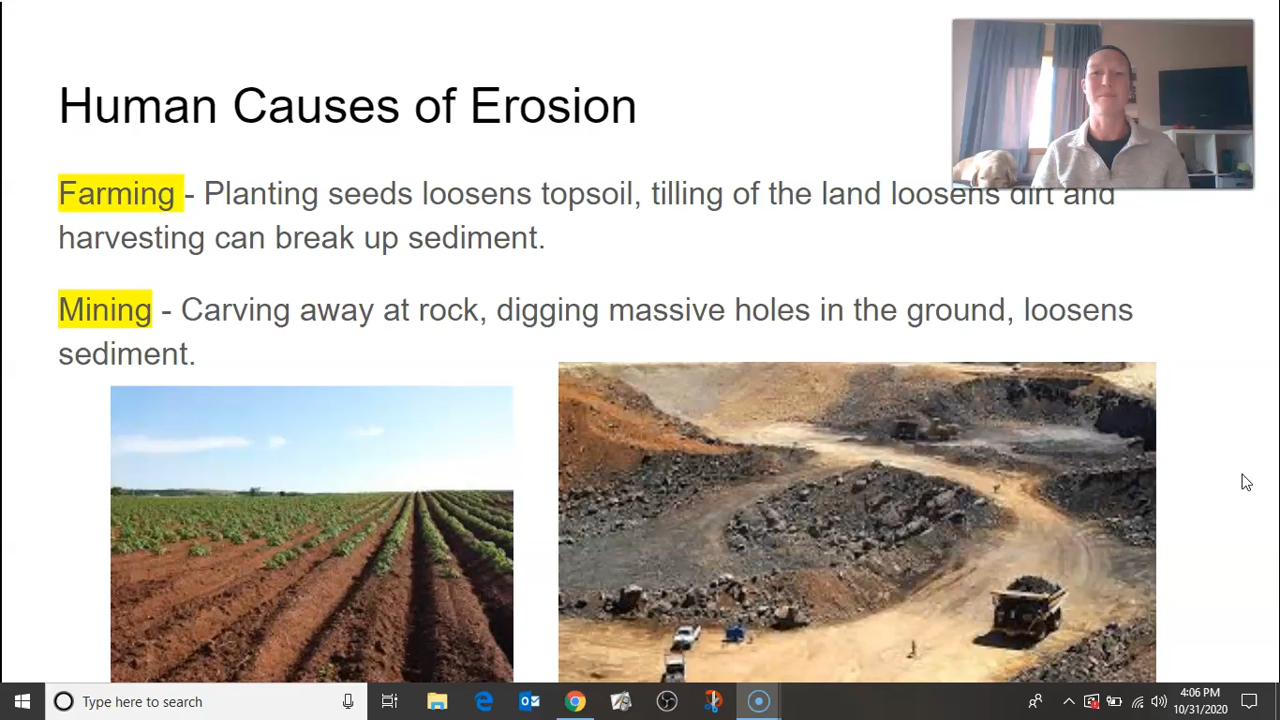 Human Causes of Erosion
Farming - Planting seeds loosens topsoil, tilling of the land loosens dirt and
harvesting can break up sediment.
Mining - Carving away at rock, digging massive holes in the ground, loosens
sediment.
Type here to search
4:06 PM
10/31/2020